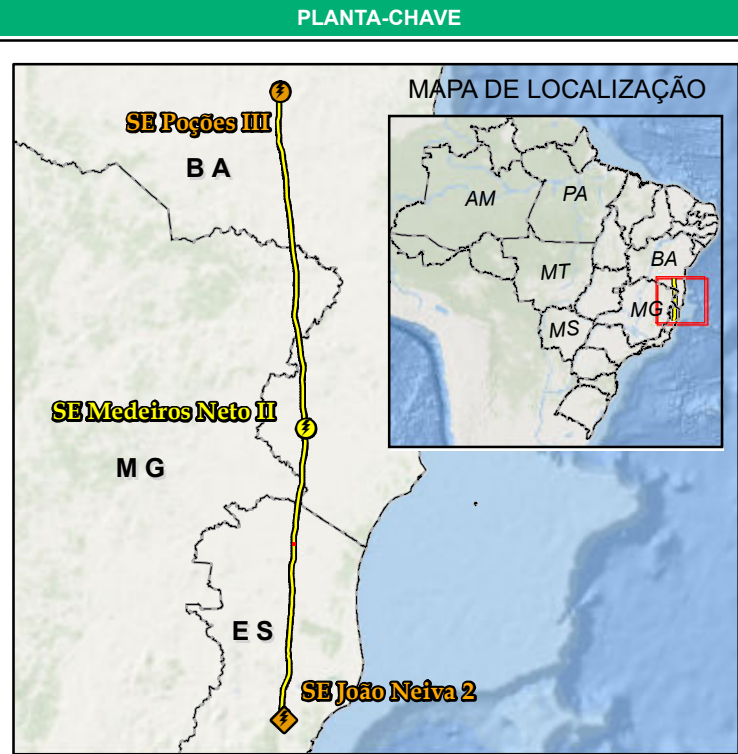 PLANTA-CHAVE
MAPA DE LOCALIZAÇÃO
SE Poções III
B A
AM
PA
BA
MT
MG
MS
SE Medeiros Neto II
M G
E S
SE João Neiva 2